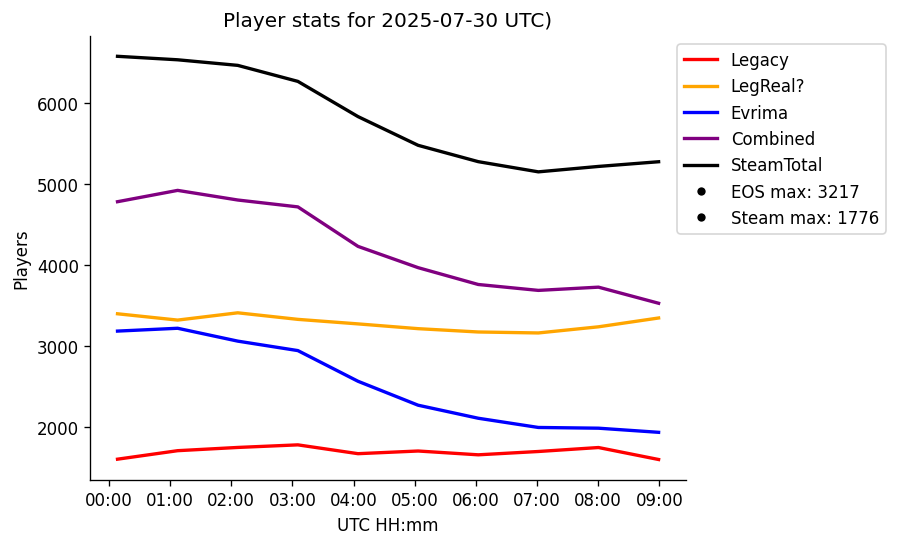 Player stats for 2025-07-30 UTC)
Legacy
LegReal?
Evrima
Combined
SteamTotal
EOS max: 3217
Steam max: 1776
Players
6000
5000
4000
3000
2000
00:00 01:00 02:00 03:00 04:00 05:00 06:00 07:00 08:00 09:00
UTC HH:mm